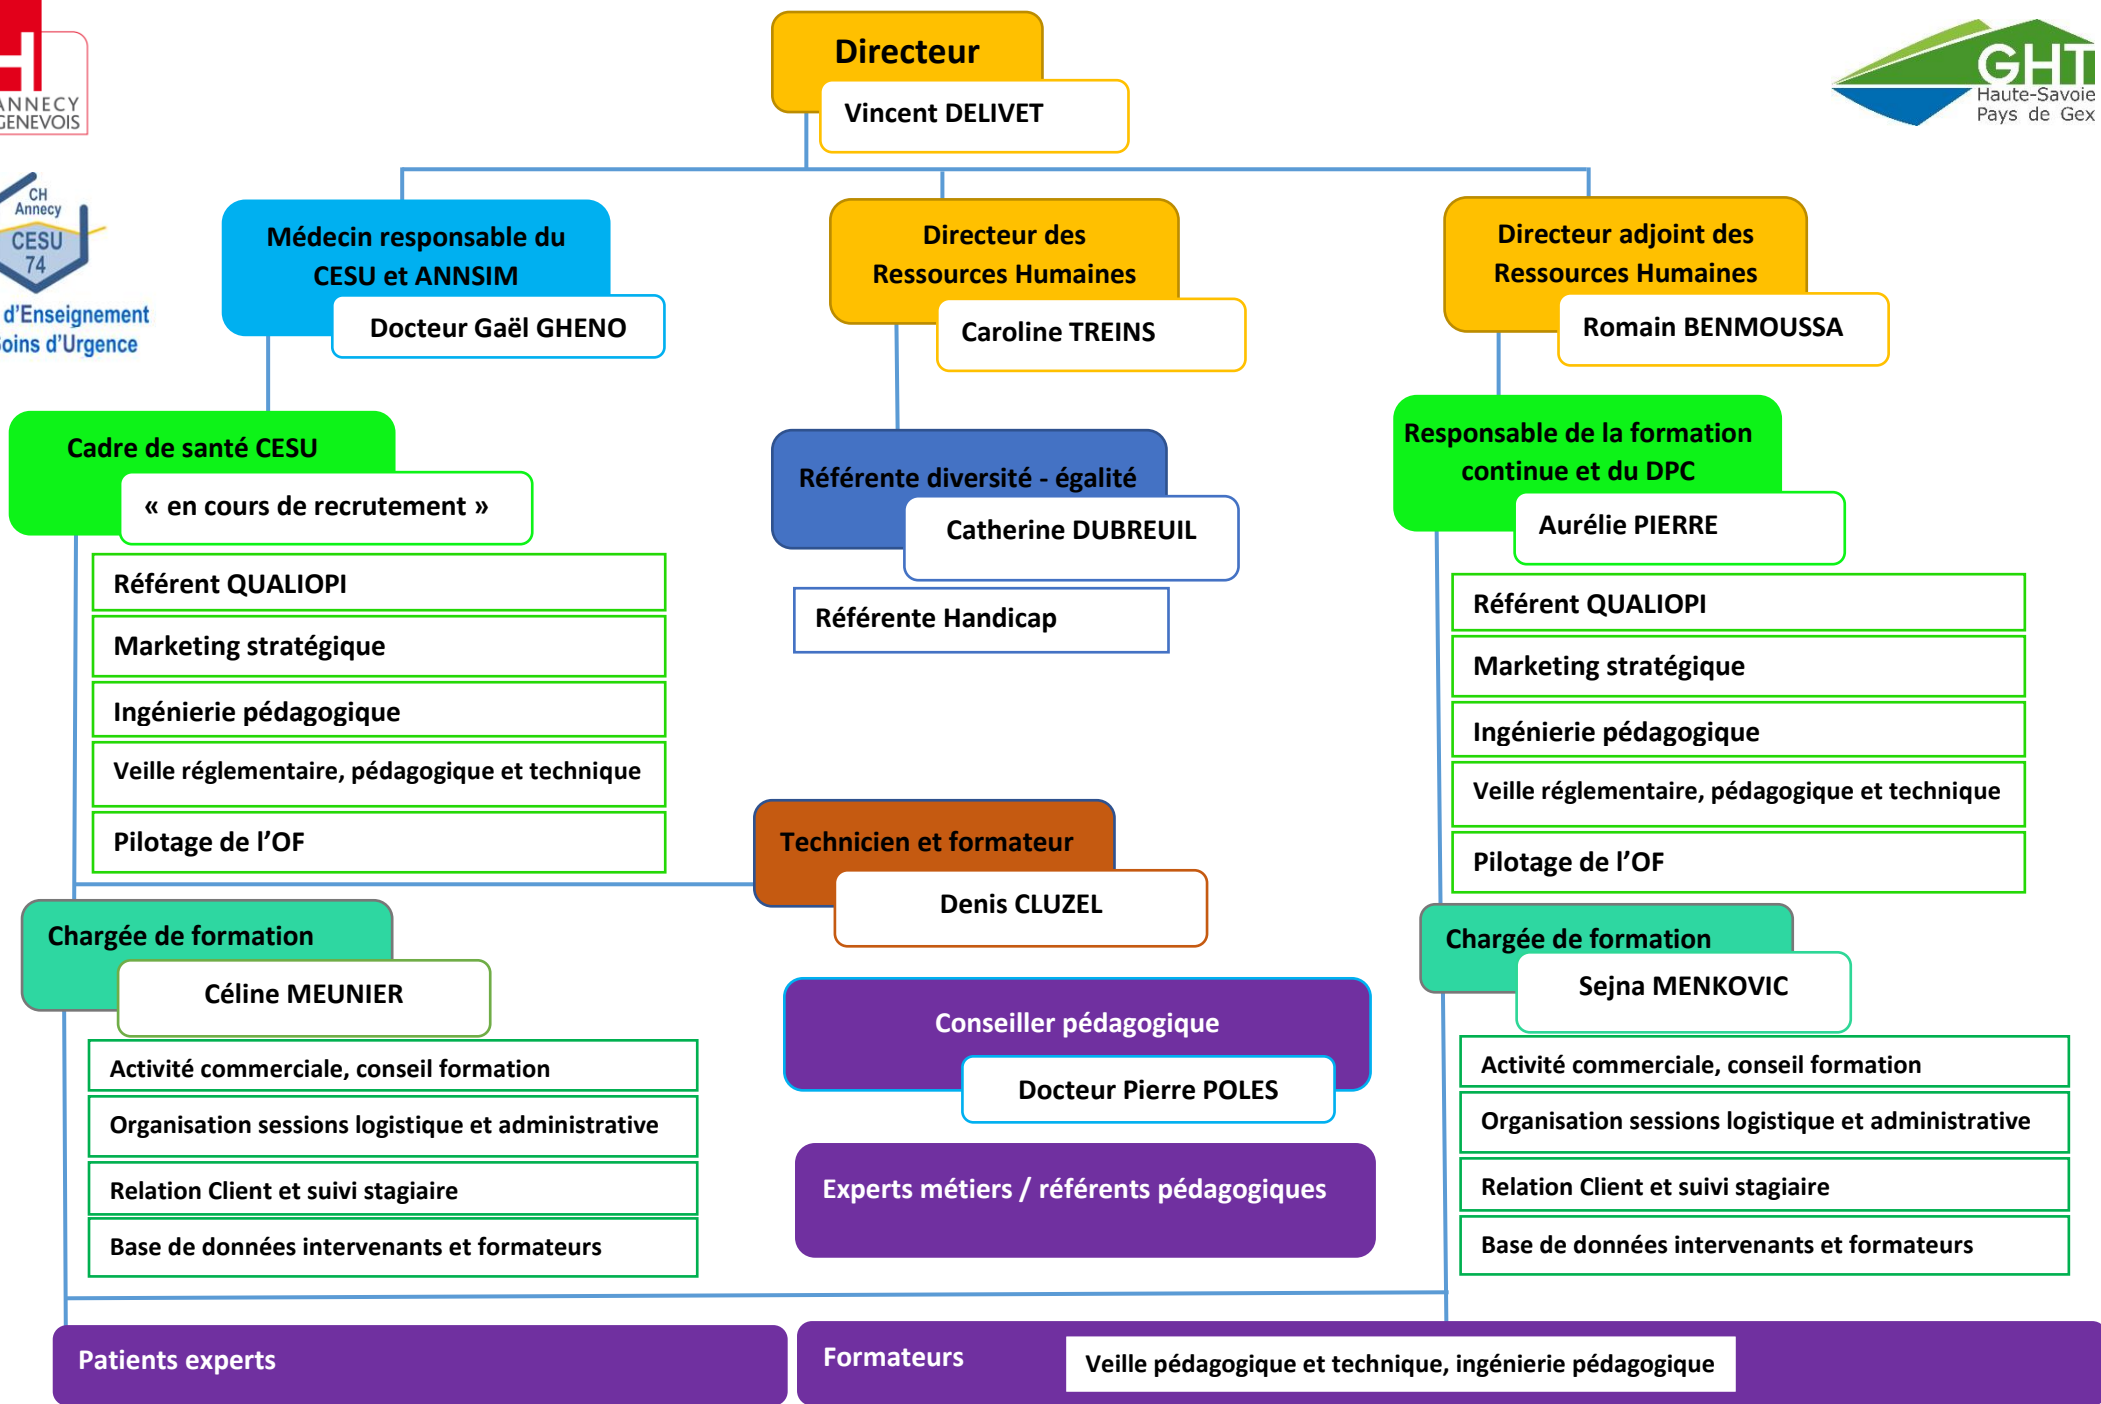 Directeur
Vincent DELIVET
ANNECY
GENEVOIS
GHT
Haute-Savoie
Pays de Gex
CH
Annecy
CESU
74
d'Enseignement
d'Urgence
Médecin responsable du
CESU et ANNSIM
Docteur Gaël GHENO
Directeur des
Ressources Humaines
Caroline TREINS
Directeur adjoint des
Ressources Humaines
Romain BENMOUSSA
Cadre de santé CESU
« en cours de recrutement »
Référent QUALIOPI
Marketing stratégique
Ingénierie pédagogique
Veille réglementaire, pédagogique et technique
Pilotage de l’OF
Référente diversité - égalité
Catherine DUBREUIL
Référente Handicap
Responsable de la formation
continue et du DPC
Aurélie PIERRE
Référent QUALIOPI
Marketing stratégique
Ingénierie pédagogique
Veille réglementaire, pédagogique et technique
Pilotage de l’OF
Technicien et formateur
Denis CLUZEL
Chargée de formation
Céline MEUNIER
Activité commerciale, conseil formation
Organisation sessions logistique et administrative
Relation Client et suivi stagiaire
Base de données intervenants et formateurs
Conseiller pédagogique
Docteur Pierre POLES
Experts métiers / référents pédagogiques
Chargée de formation
Sejna MENKOVIC
Activité commerciale, conseil formation
Organisation sessions logistique et administrative
Relation Client et suivi stagiaire
Base de données intervenants et formateurs
Patients experts
Formateurs
Veille pédagogique et technique, ingénierie pédagogique